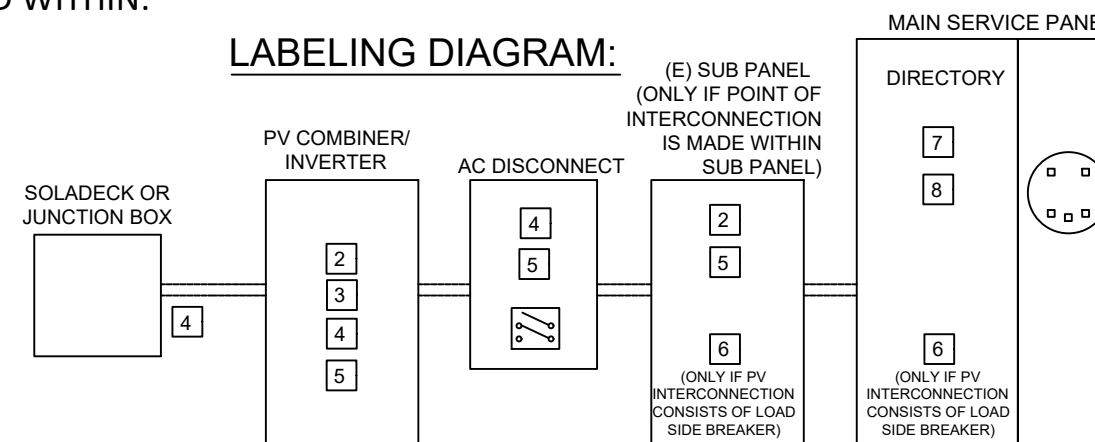 D WITHIN.
LABELING DIAGRAM:
SOLADECK OR
JUNCTION BOX
4
PV COMBINER/
INVERTER
2
3
4
5
AC DISCONNECT
4
5
(E) SUB PANEL
(ONLY IF POINT OF
INTERCONNECTION
IS MADE WITHIN
SUB PANEL)
2
5
6
(ONLY IF PV
INTERCONNECTION
CONSISTS OF LOAD
SIDE BREAKER)
MAIN SERVICE PANE
DIRECTORY
7
8
6
(ONLY IF PV
INTERCONNECTION
CONSISTS OF LOAD
SIDE BREAKER)